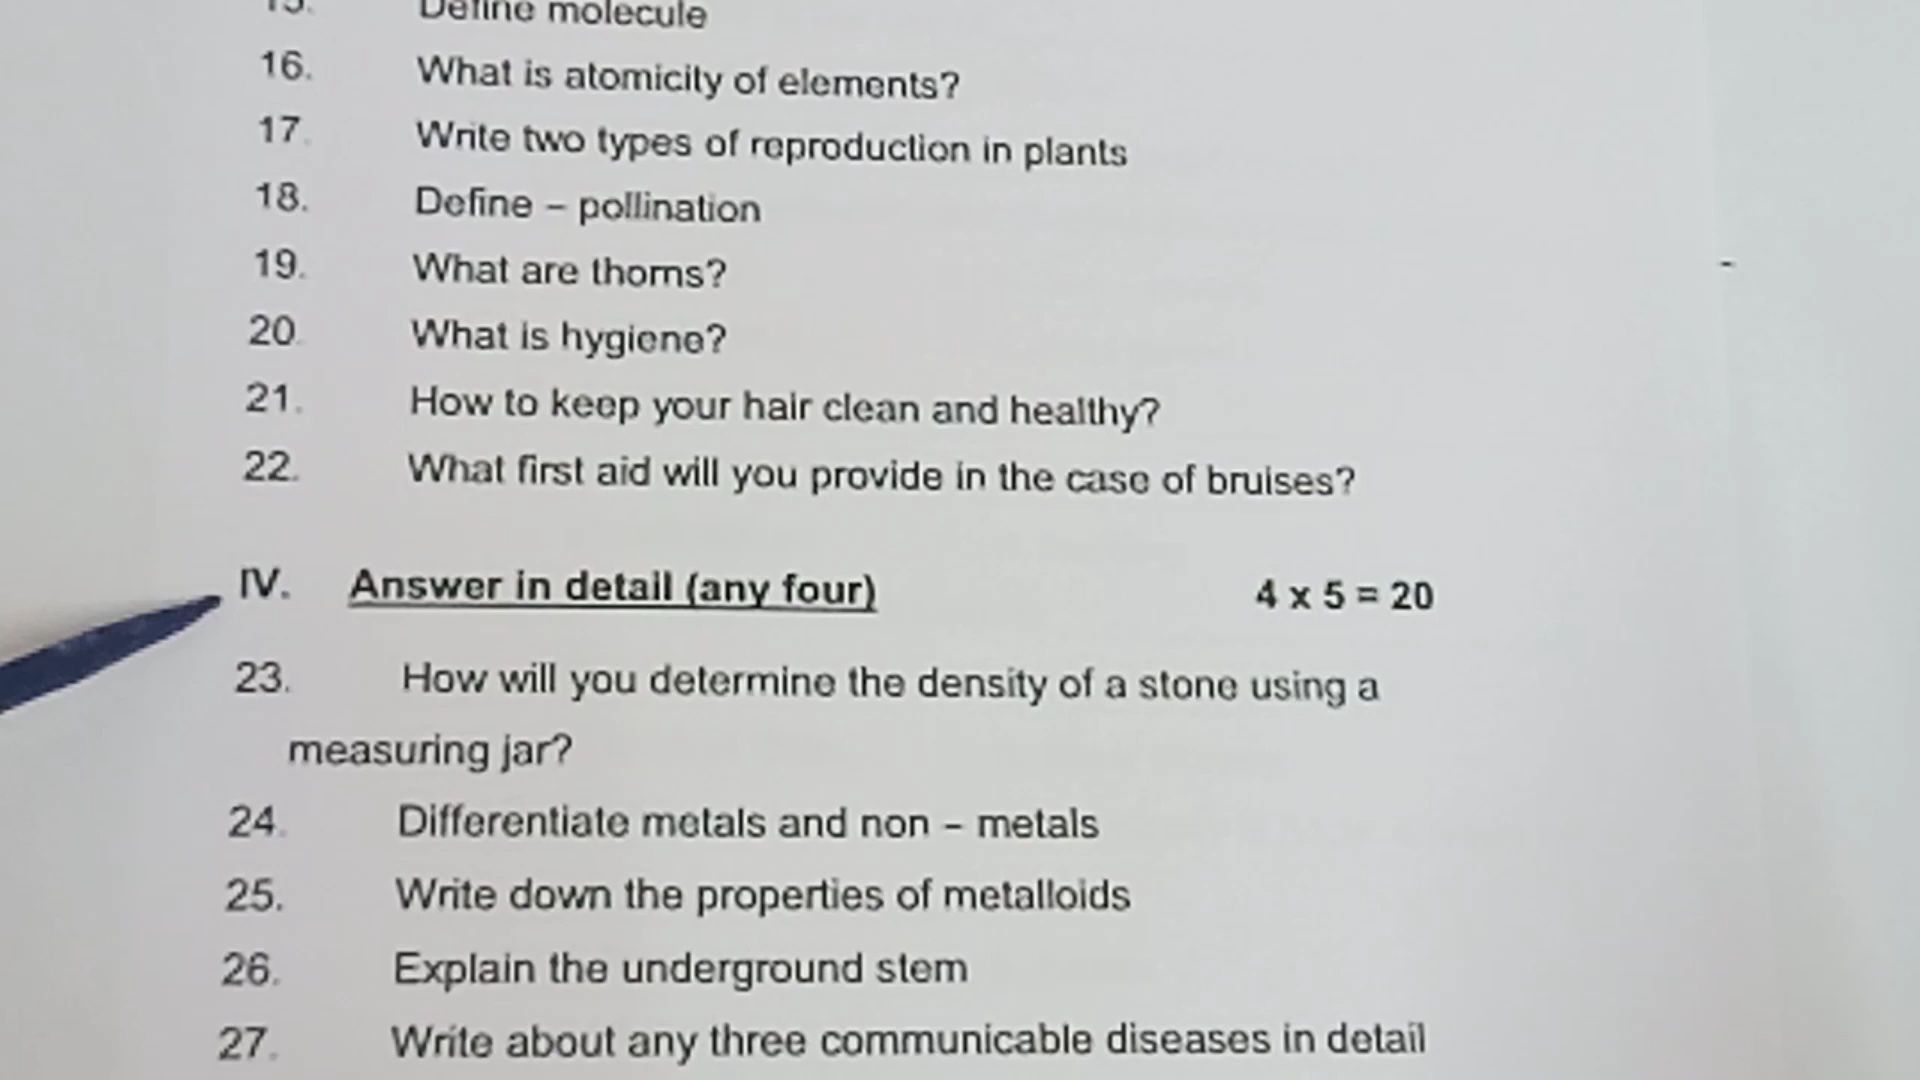 15. Define molecule
16. What is atomicity of elements?
17. Write two types of reproduction in plants
18. Define – pollination
19. What are thorns?
20. What is hygiene?
21. How to keep your hair clean and healthy?
22. What first aid will you provide in the case of bruises?
IV. Answer in detail (any four) 4 x 5 = 20
23. How will you determine the density of a stone using a
measuring jar?
24. Differentiate metals and non – metals
25. Write down the properties of metalloids
26. Explain the underground stem
27. Write about any three communicable diseases in detail